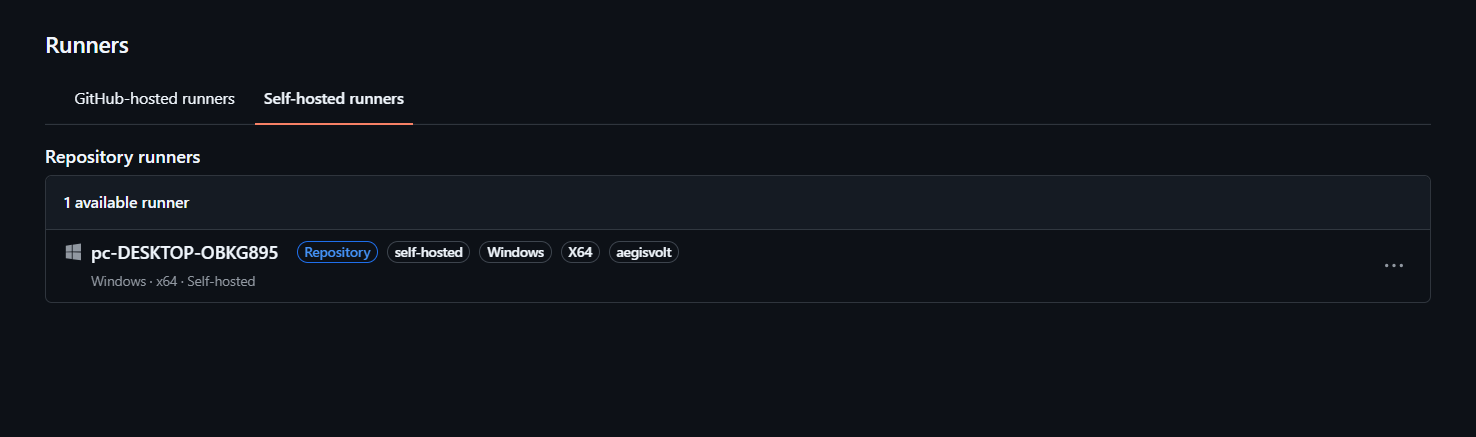 Runners
GitHub-hosted runners Self-hosted runners
Repository runners
1 available runner
pc-DESKTOP-OBKG895 Repository self-hosted Windows X64 aegisvolt
Windows · x64 · Self-hosted